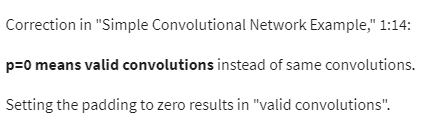 Correction in "Simple Convolutional Network Example," 1:14:
p=0 means valid convolutions instead of same convolutions.
Setting the padding to zero results in "valid convolutions".